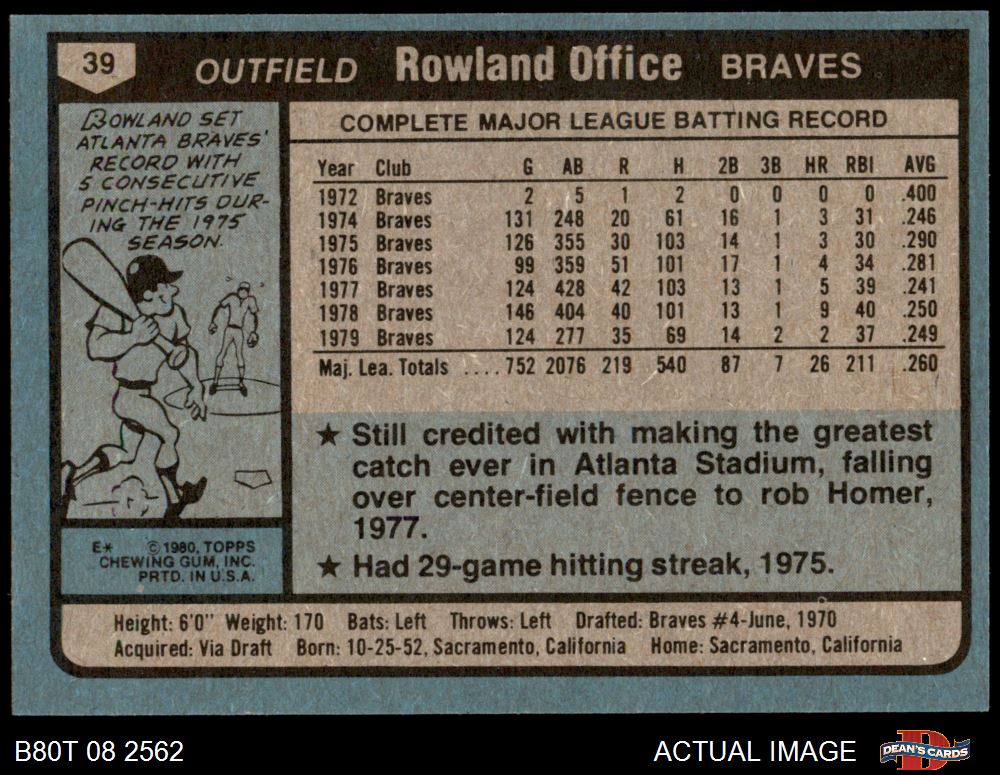 39 OUTFIELD Rowland Office BRAVES
ROWLAND SET
ATLANTA BRAVES'
RECORD WITH
5 CONSECUTIVE
PINCH-HITS DUR-
ING THE 1975
SEASON.
E* ©1980, TOPPS
CHEWING GUM, INC.
PRTD. IN U.S.A.
COMPLETE MAJOR LEAGUE BATTING RECORD
Year Club G AB R H 2B 3B HR RBI AVG
1972 Braves 2 5 1 2 0 0 0 0 .400
1974 Braves 131 248 20 61 16 1 3 31 .246
1975 Braves 126 355 30 103 14 1 3 30 .290
1976 Braves 99 359 51 101 17 1 4 34 .281
1977 Braves 124 428 42 103 13 1 5 39 .241
1978 Braves 146 404 40 101 13 1 9 40 .250
1979 Braves 124 277 35 69 14 2 2 37 .249
Maj. Lea. Totals .... 752 2076 219 540 87 7 26 211 .260
★ Still credited with making the greatest
catch ever in Atlanta Stadium, falling
over center-field fence to rob Homer,
1977.
★ Had 29-game hitting streak, 1975.
Height: 6'0" Weight: 170 Bats: Left Throws: Left Drafted: Braves #4-June, 1970
Acquired: Via Draft Born: 10-25-52, Sacramento, California Home: Sacramento, California
B80T 08 2562 ACTUAL IMAGE DEAN'S CARDS